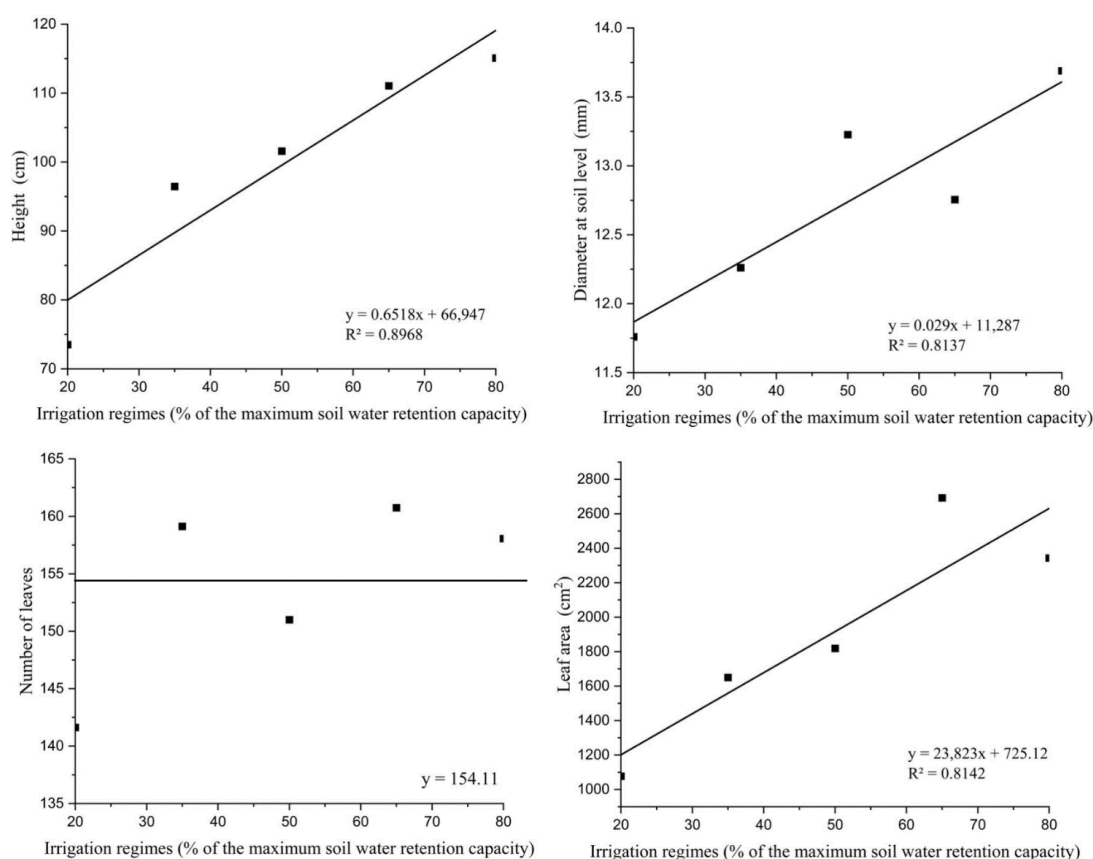 120
110
100
90
80
70
Height (cm)
y = 0.6518x + 66,947
R² = 0.8968
20 30 40 50 60 70 80
Irrigation regimes (% of the maximum soil water retention capacity)
14.0
13.5
13.0
12.5
12.0
11.5
Diameter at soil level (mm)
y = 0.029x + 11,287
R² = 0.8137
20 30 40 50 60 70 80
Irrigation regimes (% of the maximum soil water retention capacity)
165
160
155
150
145
140
135
Number of leaves
y = 154.11
20 30 40 50 60 70 80
Irrigation regimes (% of the maximum soil water retention capacity)
2800
2600
2400
2200
2000
1800
1600
1400
1200
1000
Leaf area (cm²)
y = 23,823x + 725.12
R² = 0.8142
20 30 40 50 60 70 80
Irrigation regimes (% of the maximum soil water retention capacity)